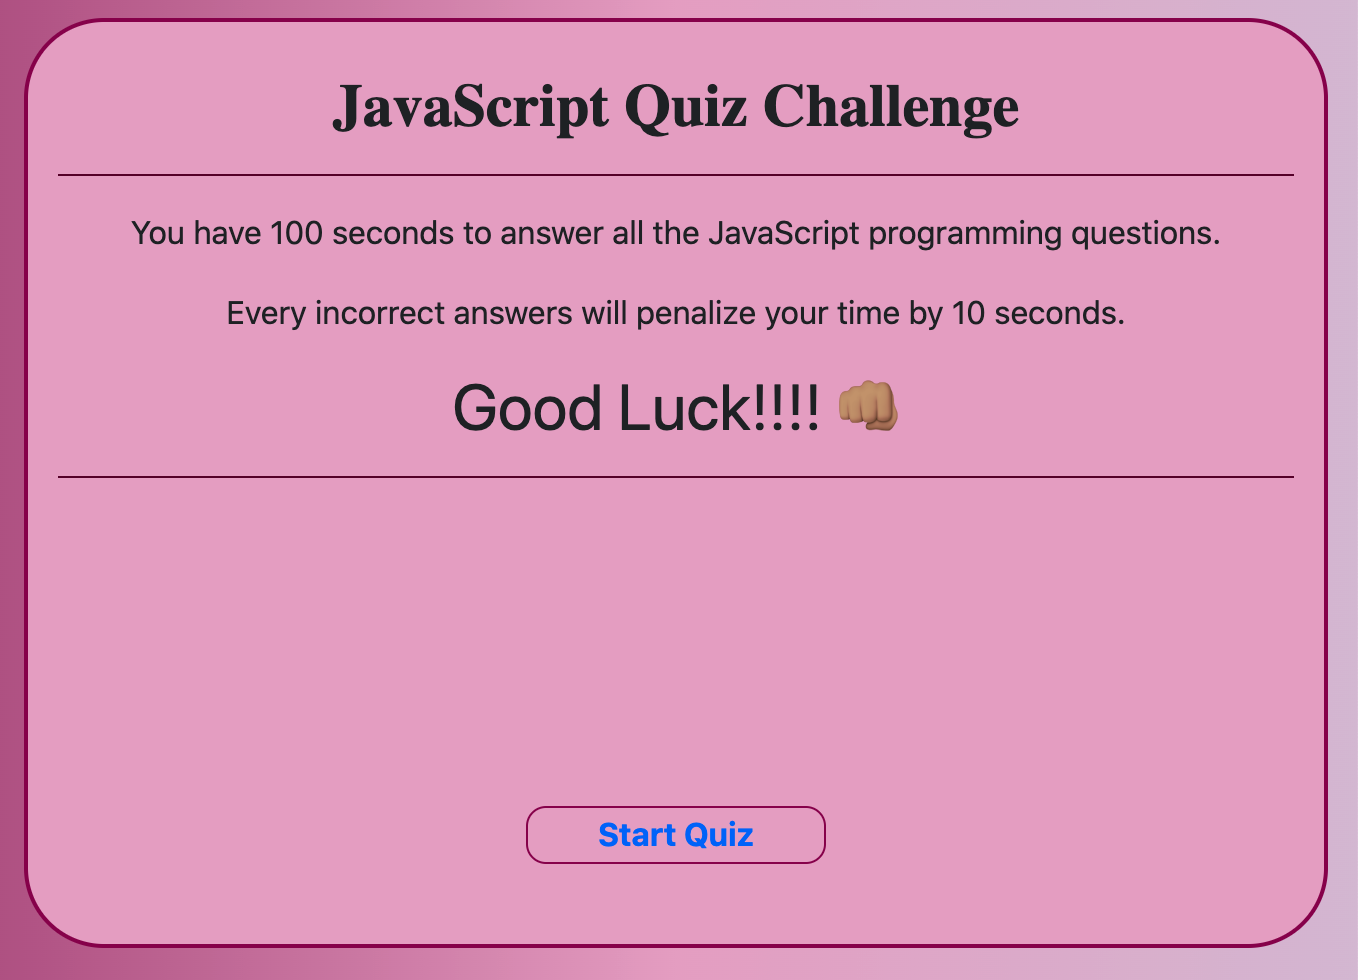 JavaScript Quiz Challenge
You have 100 seconds to answer all the JavaScript programming questions.
Every incorrect answers will penalize your time by 10 seconds.
Good Luck!!!! 👊🏽
Start Quiz